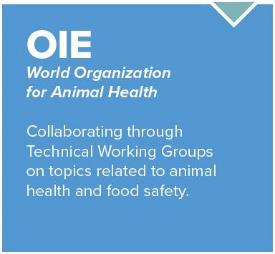 OIE
World Organization
for Animal Health
Collaborating through
Technical Working Groups
on topics related to animal
health and food safety.